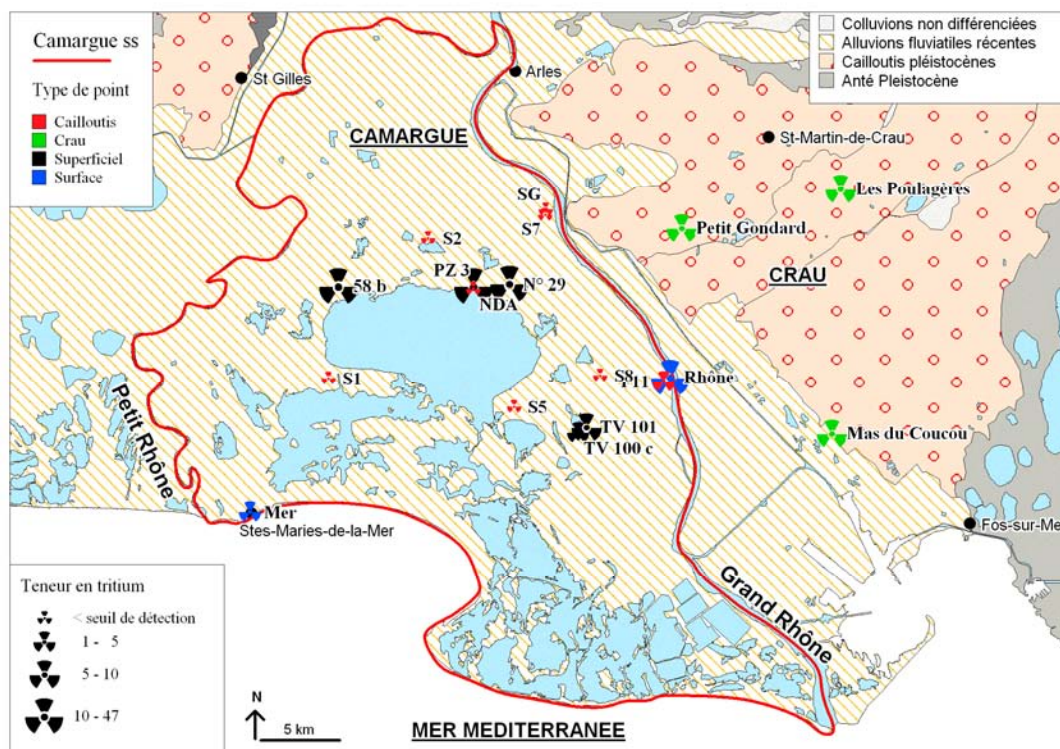 Camargue ss
Type de point
Cailloutis
Crau
Superficiel
Surface
Colluvions non différenciées
Alluvions fluviatiles récentes
Cailloutis pléistocènes
Anté Pleistocène
St Gilles
Arles
CAMARGUE
St-Martin-de-Crau
Les Poulagères
SG
S7
Petit Gondard
S2
CRAU
PZ 3
58 b
N° 29
NDA
S1
S8
11
Rhône
S5
TV 101
TV 100 c
Mas du Coucou
Petit Rhône
Mer
Stes-Maries-de-la-Mer
Fos-sur-Me
Grand Rhône
Teneur en tritium
< seuil de détection
1 - 5
5 - 10
10 - 47
N
5 km
MER MEDITERRANEE